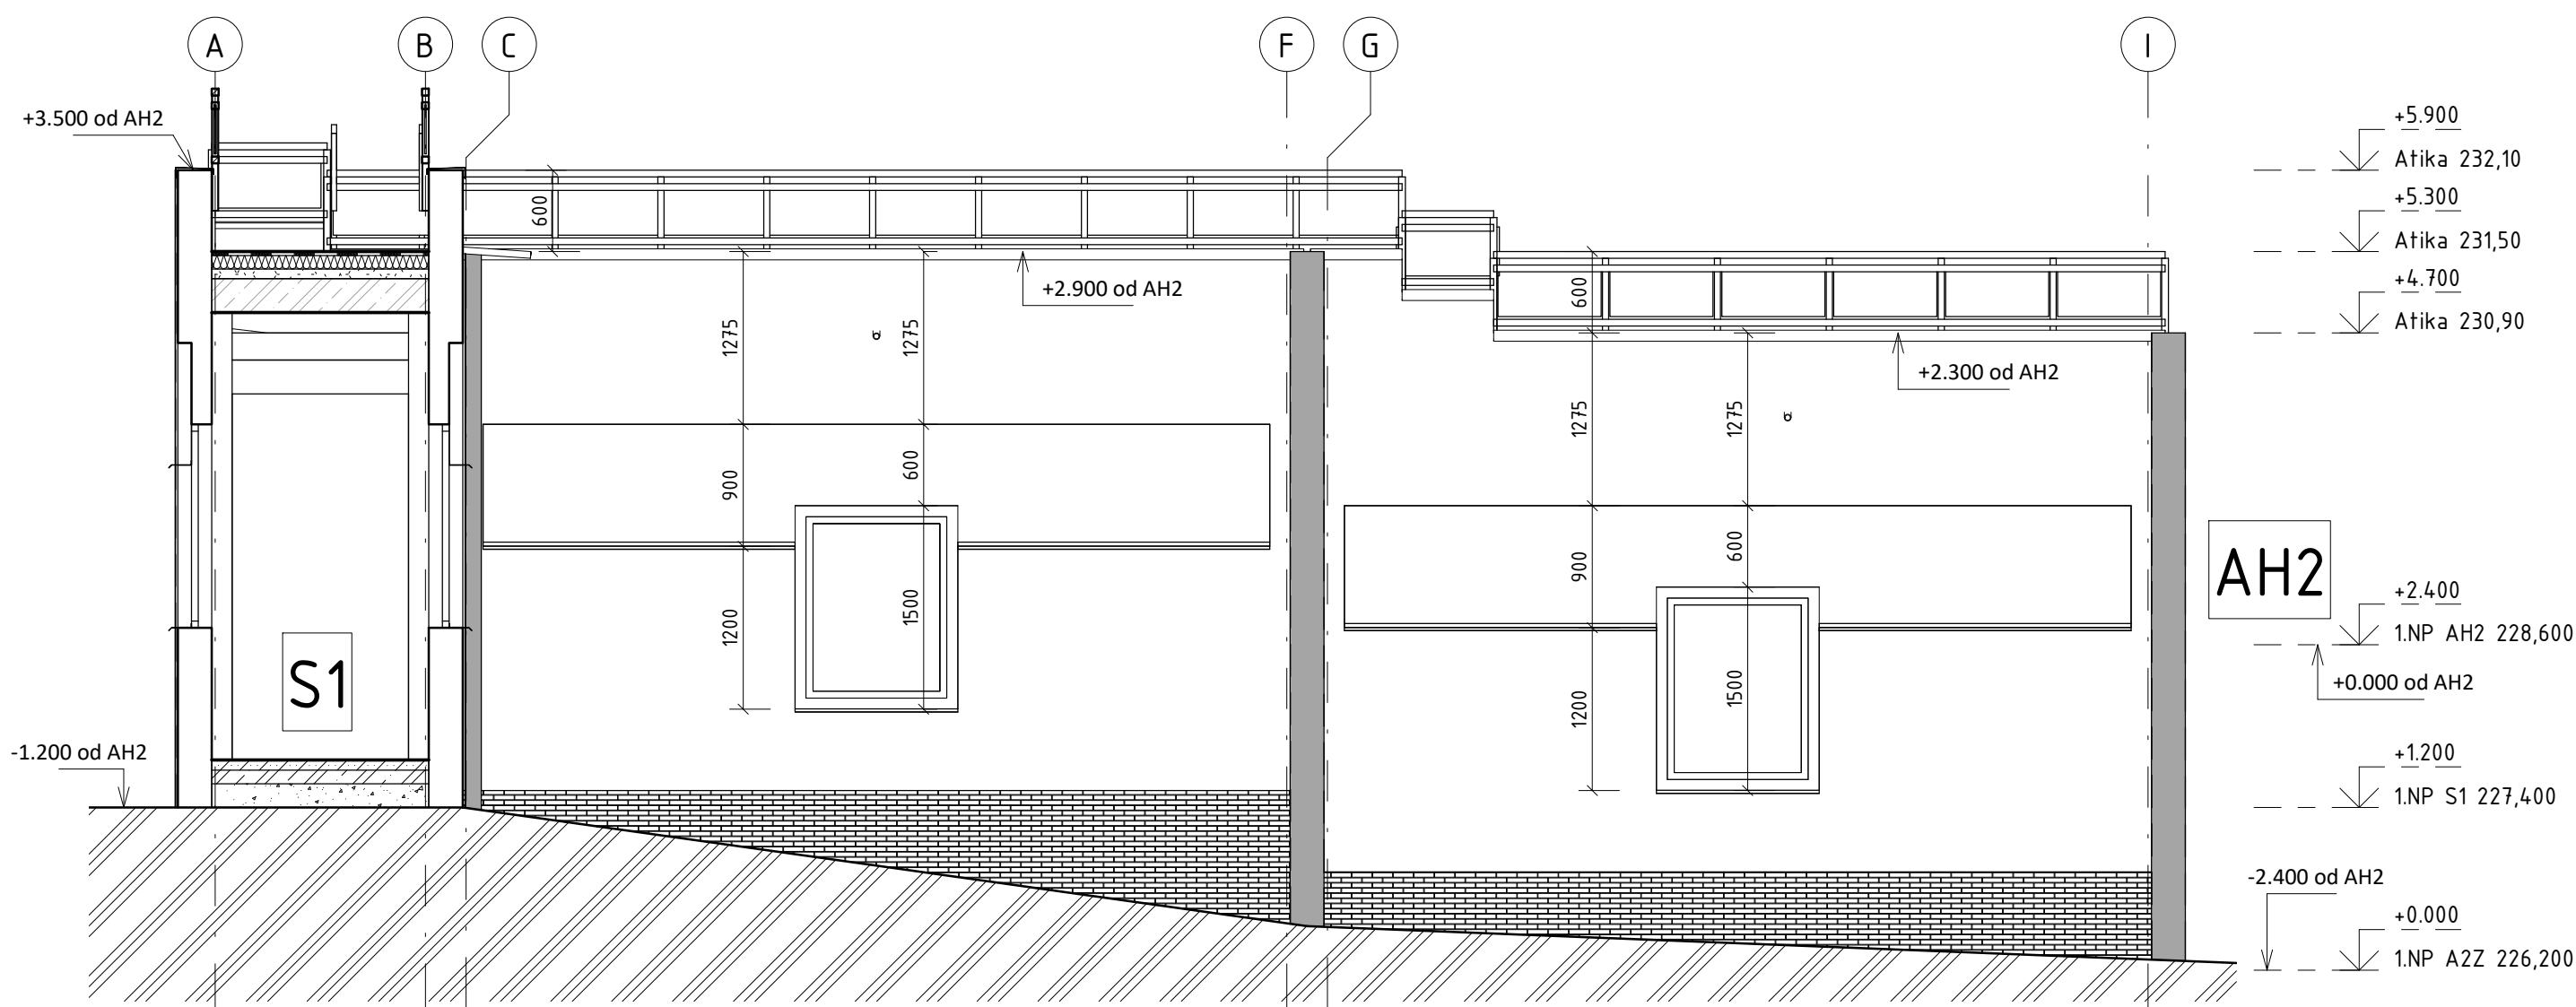 A
B
C
F
G
I
+3.500 od AH2
+5.900
Atika 232,10
+5.300
Atika 231,50
+4.700
Atika 230,90
600
+2.900 od AH2
600
1275
1275
+2.300 od AH2
1275
1275
900
600
900
600
AH2
+2.400
1.NP AH2 228,600
+0.000 od AH2
1200
1500
S1
1200
1500
-1.200 od AH2
+1.200
1.NP S1 227,400
-2.400 od AH2
+0.000
1.NP A2Z 226,200